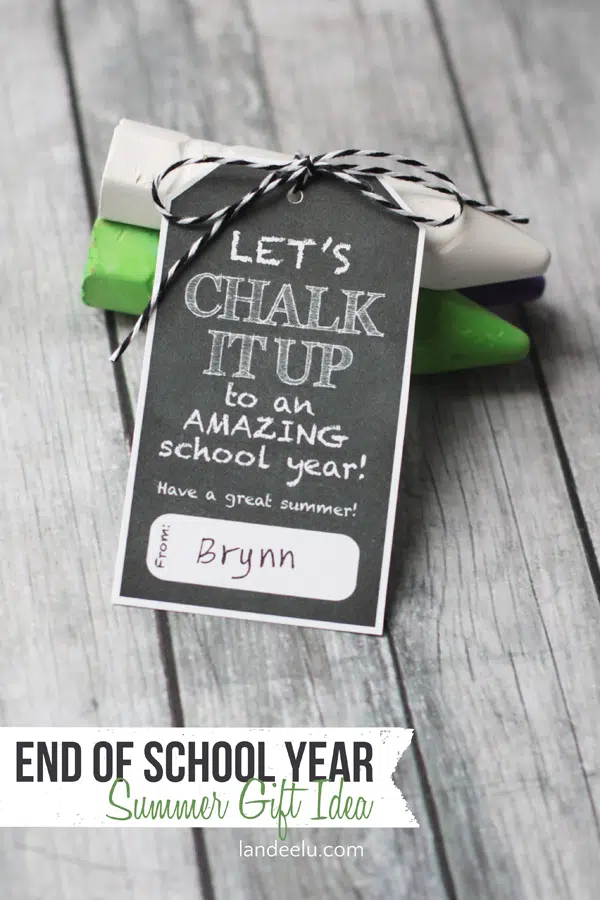 LET'S
CHALK
IT UP
to an
AMAZING
school year!
Have a great summer!
From:
Brynn
END OF SCHOOL YEAR
Summer Gift Idea
landeelu.com